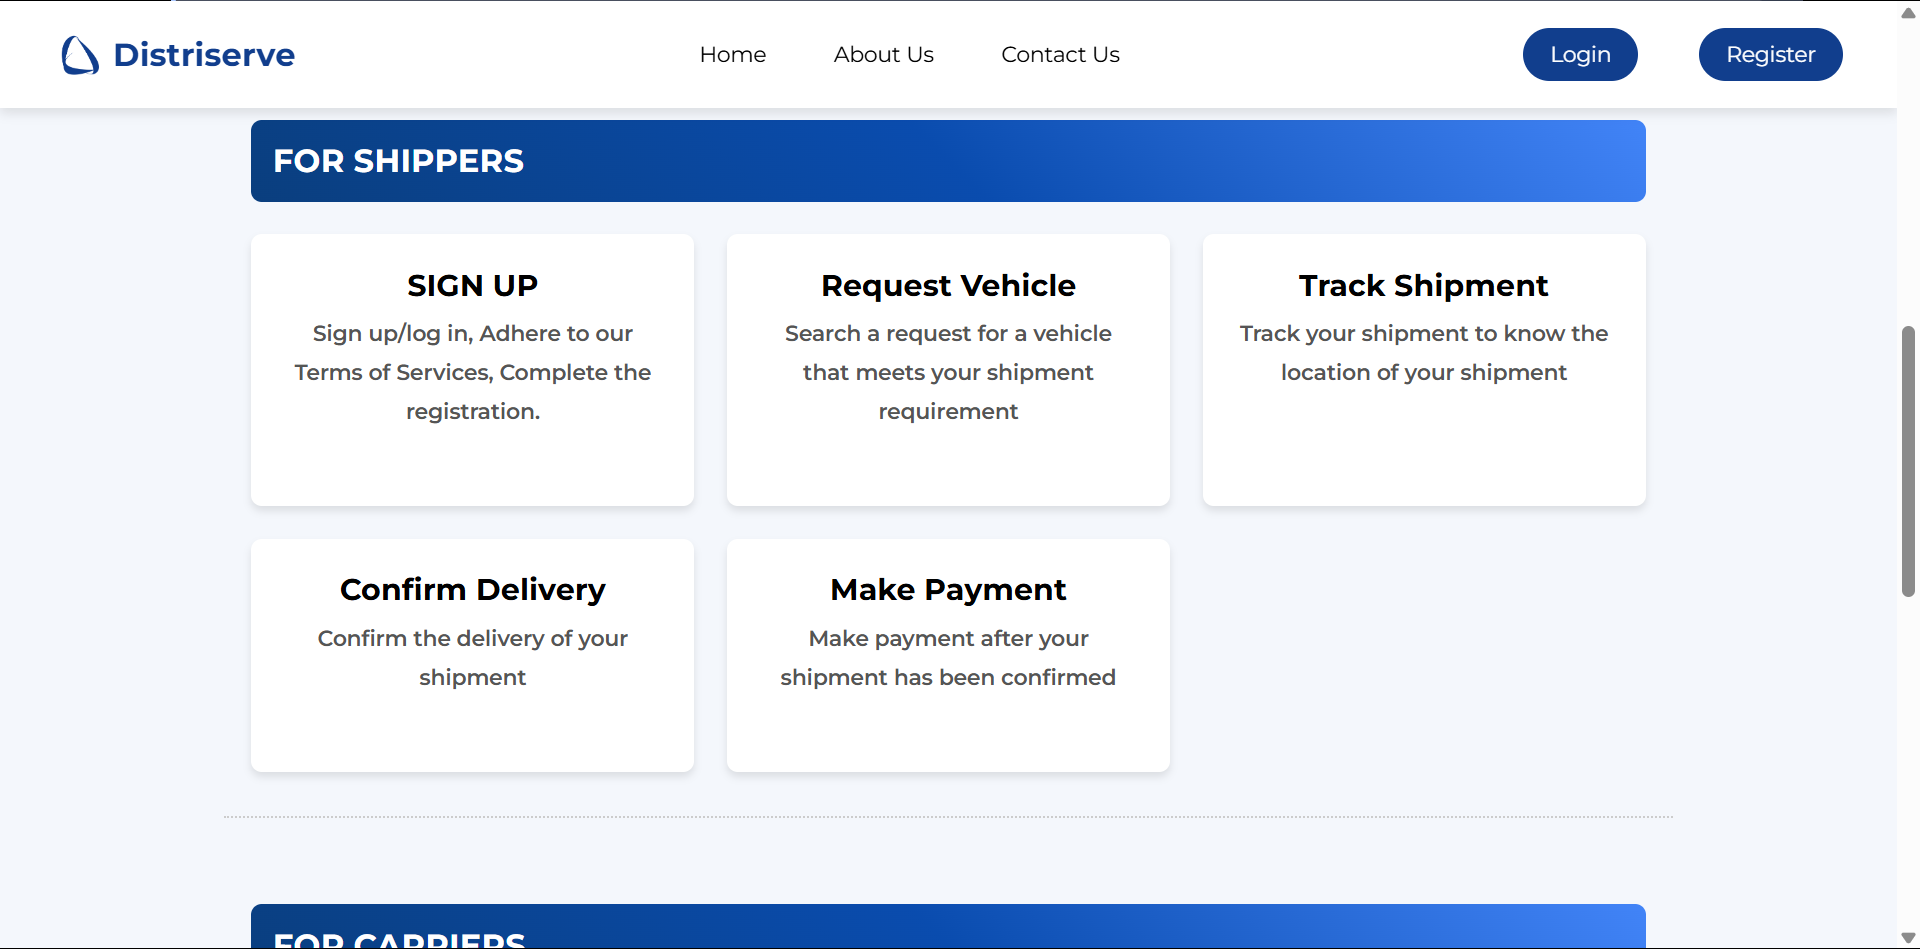 Distriserve
Home
About Us
Contact Us
Login
Register
FOR SHIPPERS
SIGN UP
Sign up/log in, Adhere to our
Terms of Services, Complete the
registration.
Request Vehicle
Search a request for a vehicle
that meets your shipment
requirement
Track Shipment
Track your shipment to know the
location of your shipment
Confirm Delivery
Confirm the delivery of your
shipment
Make Payment
Make payment after your
shipment has been confirmed
FOR CARRIERS